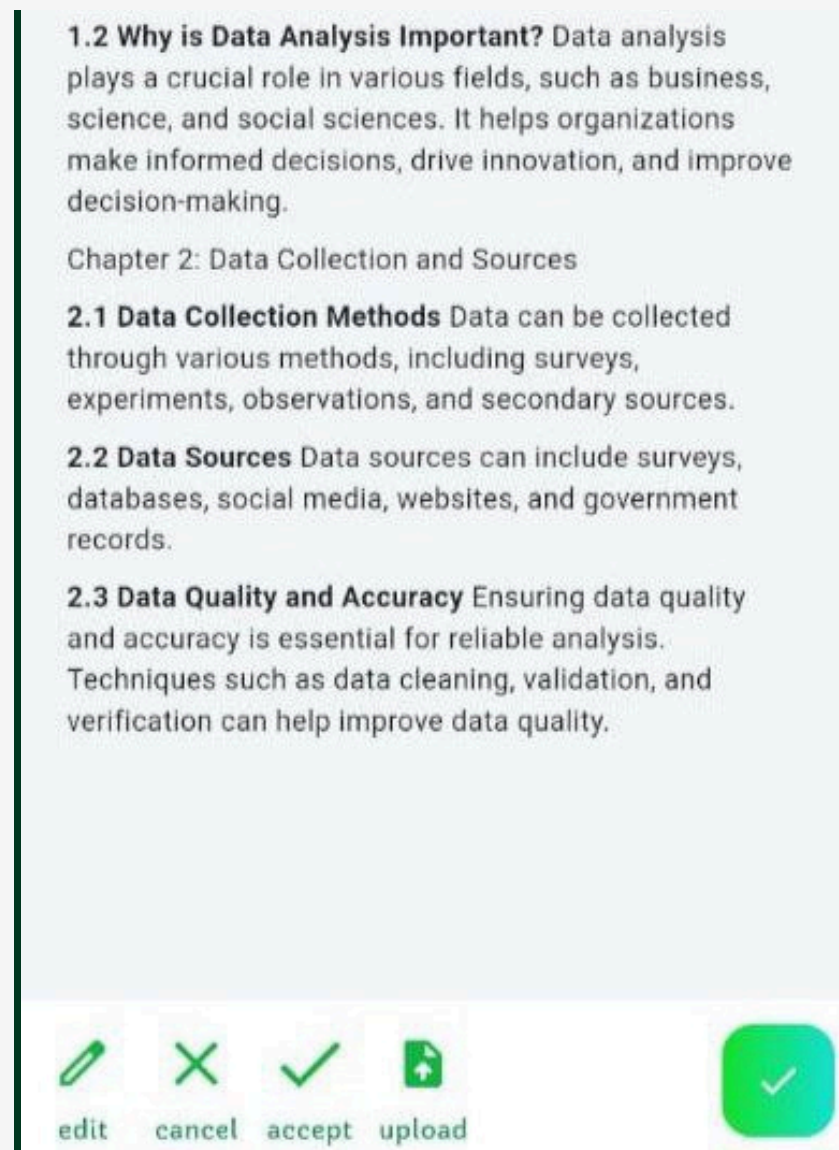 1.2 Why is Data Analysis Important? Data analysis
plays a crucial role in various fields, such as business,
science, and social sciences. It helps organizations
make informed decisions, drive innovation, and improve
decision-making.
Chapter 2: Data Collection and Sources
2.1 Data Collection Methods Data can be collected
through various methods, including surveys,
experiments, observations, and secondary sources.
2.2 Data Sources Data sources can include surveys,
databases, social media, websites, and government
records.
2.3 Data Quality and Accuracy Ensuring data quality
and accuracy is essential for reliable analysis.
Techniques such as data cleaning, validation, and
verification can help improve data quality.
edit cancel accept upload